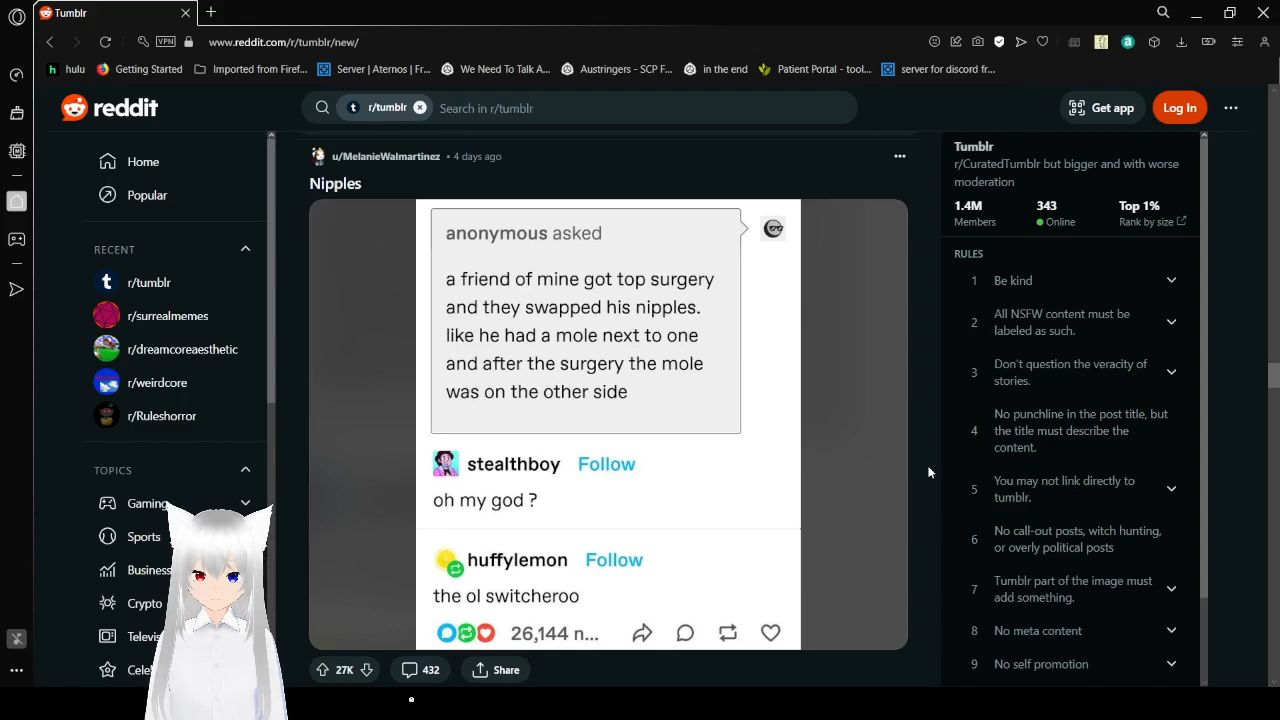 Tumblr
www.reddit.com/r/tumblr/new/
VPN
hulu
Getting Started
Imported from Firef...
Server | Aternos | Fr...
We Need To Talk A...
Austringers - SCP F...
in the end
Patient Portal - tool...
server for discord fr...
reddit
r/tumblr
Search in r/tumblr
Get app
Log In
Home
Popular
RECENT
r/tumblr
r/surrealmemes
r/dreamcoreaesthetic
r/weirdcore
r/Ruleshorror
TOPICS
Gaming
Sports
Business
Crypto
u/MelanieWalmartinez • 4 days ago
Nipples
anonymous asked
a friend of mine got top surgery
and they swapped his nipples.
like he had a mole next to one
and after the surgery the mole
was on the other side
stealthboy Follow
oh my god ?
huffylemon Follow
the ol switcheroo
26,144 n...
27K
432
Share
Tumblr
r/CuratedTumblr but bigger and with worse
moderation
1.4M
Members
343
Online
Top 1%
Rank by size
RULES
1 Be kind
2 All NSFW content must be
labeled as such.
3 Don't question the veracity of
stories.
4 No punchline in the post title, but
the title must describe the
content.
5 You may not link directly to
tumblr.
6 No call-out posts, witch hunting,
or overly political posts
7 Tumblr part of the image must
add something.
8 No meta content
9 No self promotion